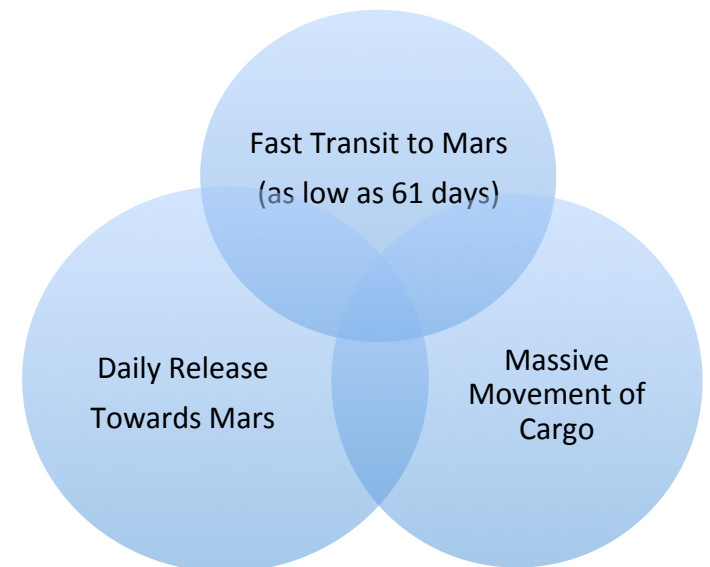 Fast Transit to Mars
(as low as 61 days)
Daily Release
Towards Mars
Massive
Movement of
Cargo